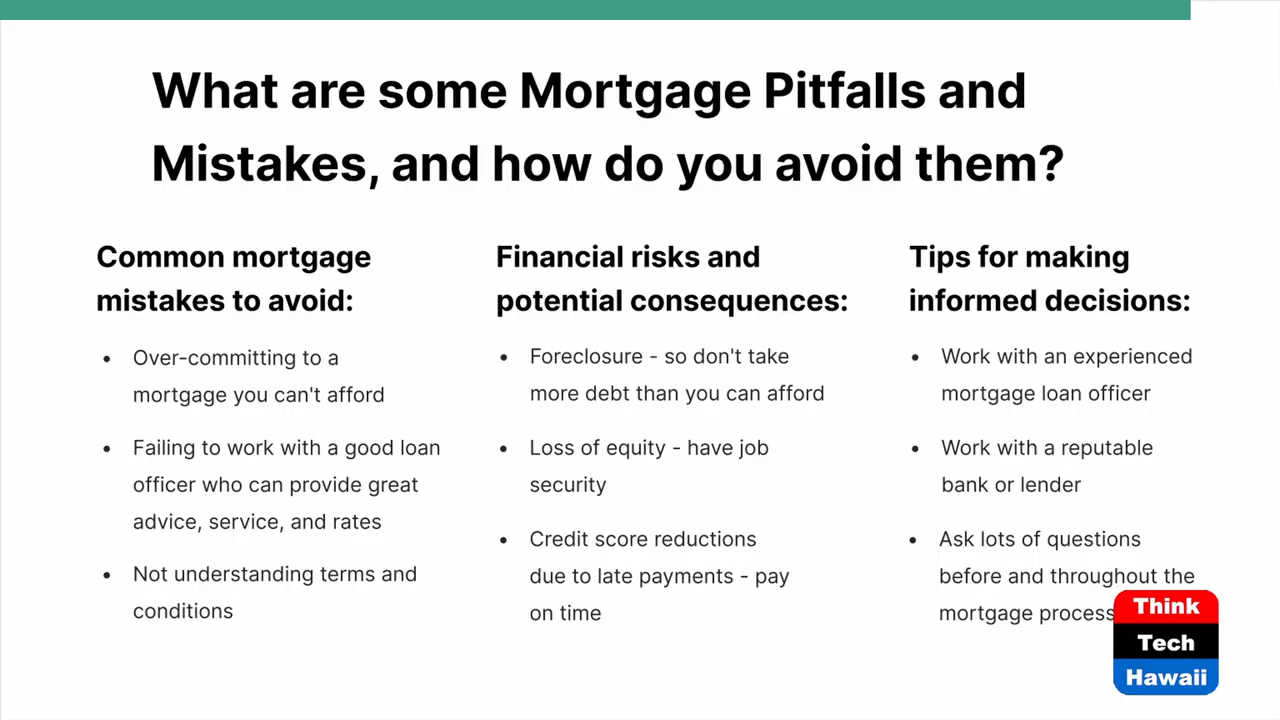 What are some Mortgage Pitfalls and
Mistakes, and how do you avoid them?
Common mortgage
mistakes to avoid:
• Over-committing to a
mortgage you can't afford
• Failing to work with a good loan
officer who can provide great
advice, service, and rates
• Not understanding terms and
conditions
Financial risks and
potential consequences:
• Foreclosure - so don't take
more debt than you can afford
• Loss of equity - have job
security
• Credit score reductions
due to late payments - pay
on time
Tips for making
informed decisions:
• Work with an experienced
mortgage loan officer
• Work with a reputable
bank or lender
• Ask lots of questions
before and throughout the
mortgage process
Think
Tech
Hawaii